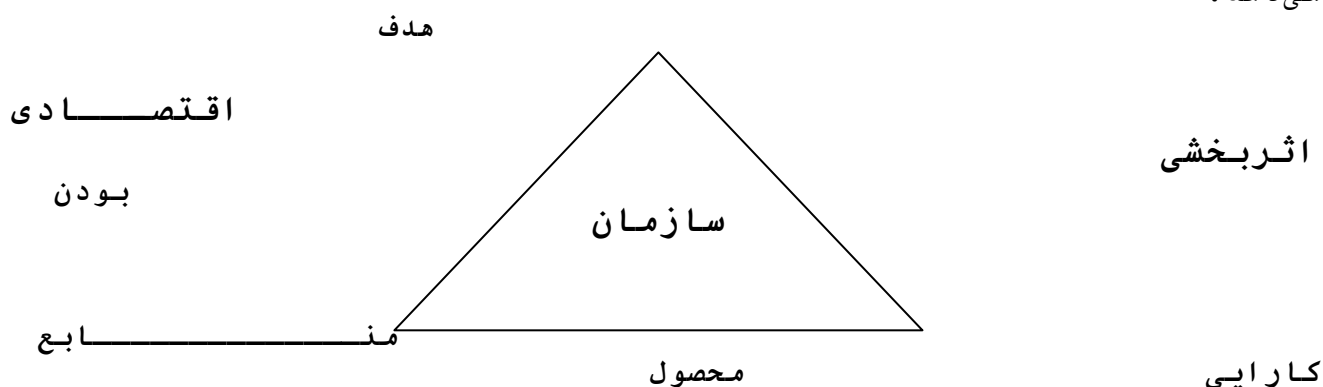 هدف
اقتصادی
اثربخشی
بودن
سازمان
منابع
محصول کارایی